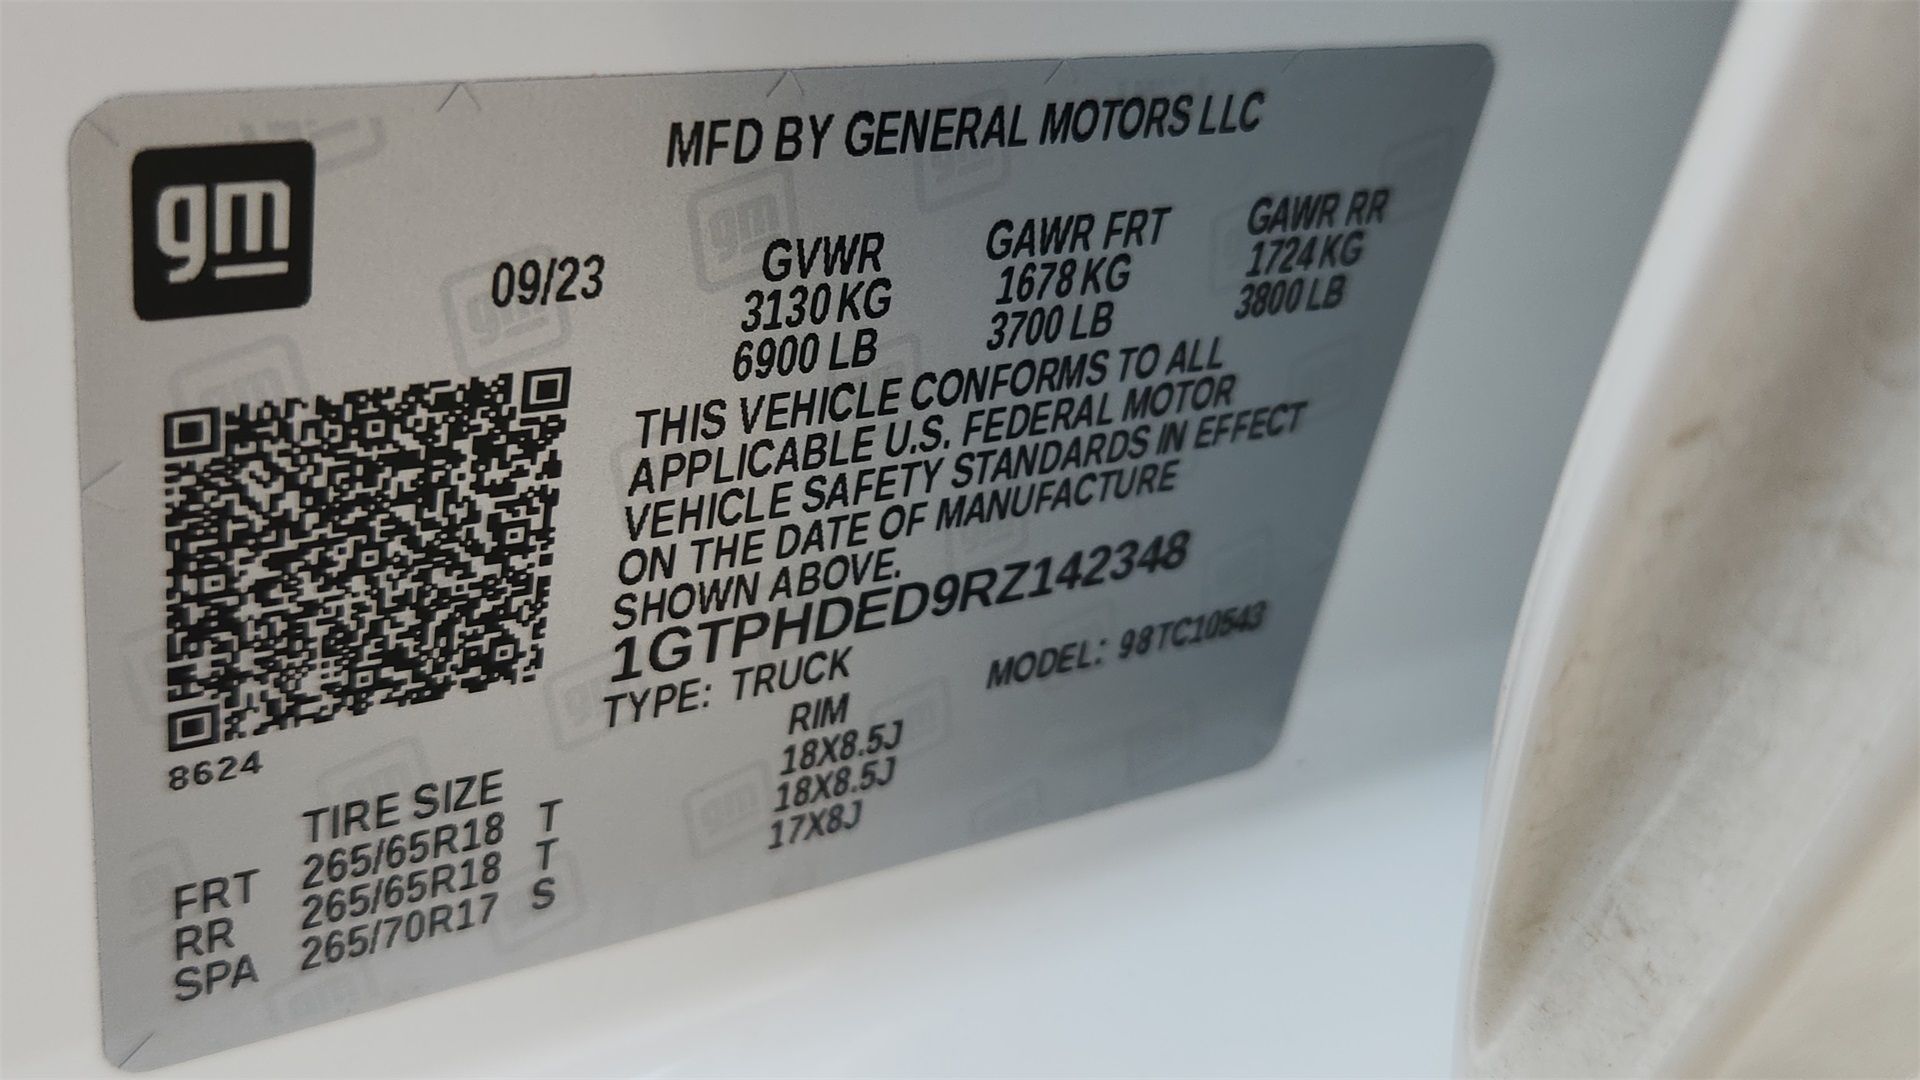 gm
MFD BY GENERAL MOTORS LLC
09/23
GVWR
3130 KG
6900 LB
GAWR FRT
1678 KG
3700 LB
GAWR RR
1724 KG
3800 LB
THIS VEHICLE CONFORMS TO ALL
APPLICABLE U.S. FEDERAL MOTOR
VEHICLE SAFETY STANDARDS IN EFFECT
ON THE DATE OF MANUFACTURE
SHOWN ABOVE.
1GTPHDED9RZ142348
TYPE: TRUCK
MODEL: 98TC10543
8624
TIRE SIZE RIM
FRT 265/65R18 T 18X8.5J
RR 265/65R18 T 18X8.5J
SPA 265/70R17 S 17X8J